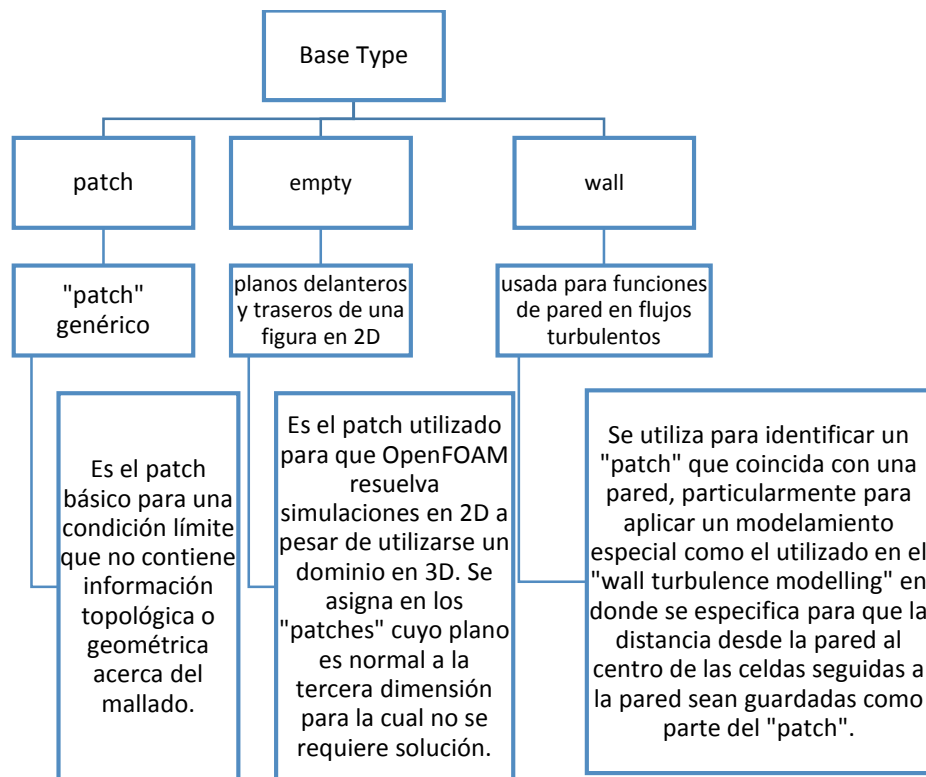 Base Type
patch
empty
wall
"patch"
genérico
planos delanteros
y traseros de una
figura en 2D
usada para funciones
de pared en flujos
turbulentos
Es el patch
básico para una
condición límite
que no contiene
información
topológica o
geométrica
acerca del
mallado.
Es el patch utilizado
para que OpenFOAM
resuelva
simulaciones en 2D a
pesar de utilizarse un
dominio en 3D. Se
asigna en los
"patches" cuyo plano
es normal a la
tercera dimensión
para la cual no se
requiere solución.
Se utiliza para identificar un
"patch" que coincida con una
pared, particularmente para
aplicar un modelamiento
especial como el utilizado en el
"wall turbulence modelling" en
donde se especifica para que la
distancia desde la pared al
centro de las celdas seguidas a
la pared sean guardadas como
parte del "patch".